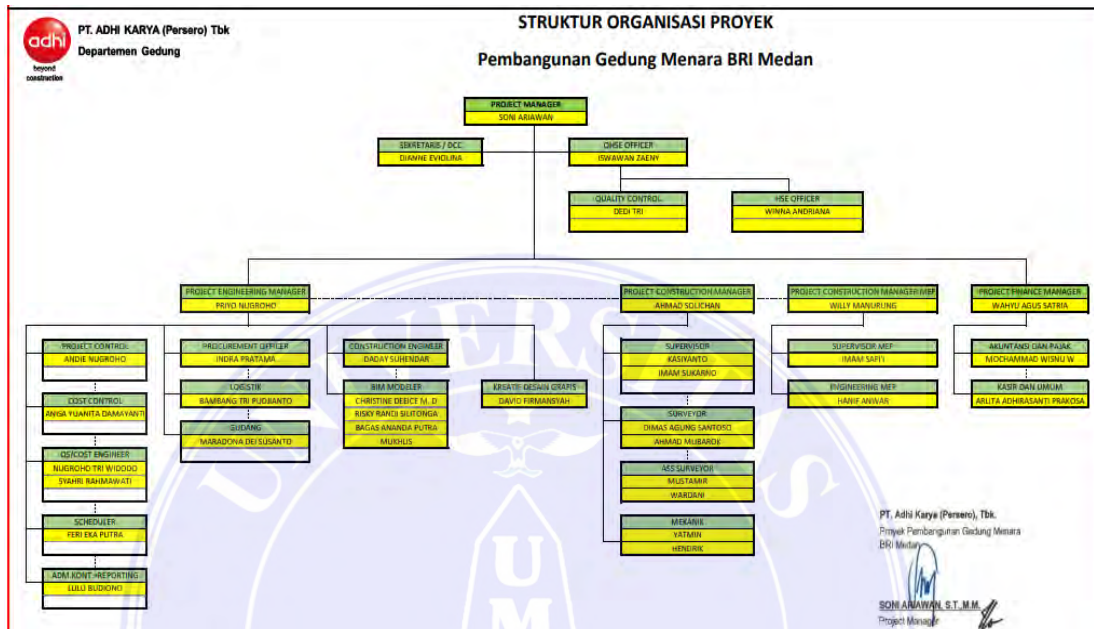 adhi
beyond
construction
PT. ADHI KARYA (Persero) Tbk
Departemen Gedung
STRUKTUR ORGANISASI PROYEK
Pembangunan Gedung Menara BRI Medan
PROJECT MANAGER
SONI ARIAWAN
SEKRETARIS / DCC
DIANNE EVIOLINA
QHSE OFFICER
ISWAWAN ZAENY
QUALITY CONTROL
DEDI TRI
HSE OFFICER
WINNA ANDRIANA
PROJECT ENGINEERING MANAGER
PRIYO NUGROHO
PROJECT CONSTRUCTION MANAGER
AHMAD SOLICHAN
PROJECT CONSTRUCTION MANAGER MEP
WILLY MANURUNG
PROJECT FINANCE MANAGER
WAHYU AGUS SATRIA
PROJECT CONTROL
ANDIE NUGROHO
COST CONTROL
ANISA YUANITA DAMAYANTI
QS/COST ENGINEER
NUGROHO TRI WIDODO
SYAHRI RAHMAWATI
SCHEDULER
FERI EKA PUTRA
ADM.KONT+REPORTING
LULU BUDIONO
PROCUREMENT OFFICER
INDRA PRATAMA
LOGISTIK
BAMBANG TRI PUDJIANTO
GUDANG
MARADONA DEI SUSANTO
CONSTRUCTION ENGINEER
DADAY SUHENDAR
BIM MODELER
CHRISTINE DEBICE M. D
RISKY RANDI SILITONGA
BAGAS ANANDA PUTRA
MUKHLIS
KREATIF DESAIN GRAFIS
DAVID FIRMANSYAH
SUPERVISOR
KASIYANTO
IMAM SUKARNO
SURVEYOR
DIMAS AGUNG SANTOSO
AHMAD MUBAROK
ASS SURVEYOR
MUSTAMIR
WARDANI
MEKANIK
YATMIN
HENDRIK
SUPERVISOR MEP
IMAM SAFI'I
ENGINEERING MEP
HANIF ANWAR
AKUNTANSI DAN PAJAK
MOCHAMMAD WISNU W
KASIR DAN UMUM
ARLITA ADHIRASANTI PRAKOSA
PT. Adhi Karya (Persero), Tbk.
Proyek Pembangunan Gedung Menara
BRI Medan
SONI ARIAWAN, S.T.,M.M.
Project Manager
UNIVERSITAS
UM